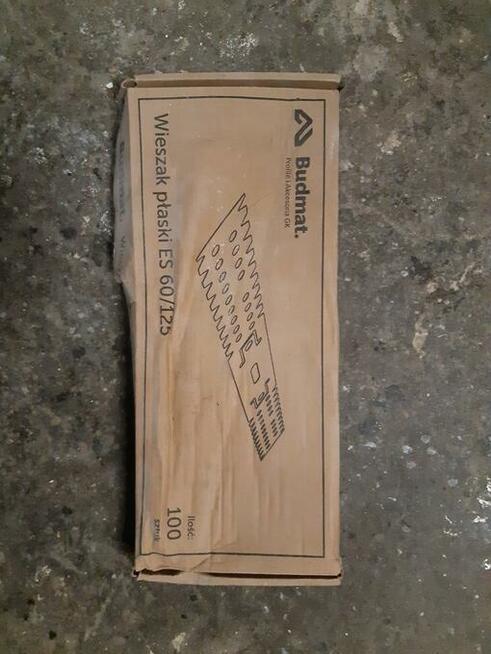 Budmat.
Profile i Akcesoria GK
Wieszak płaski ES 60/125
Ilość:
100
sztuk